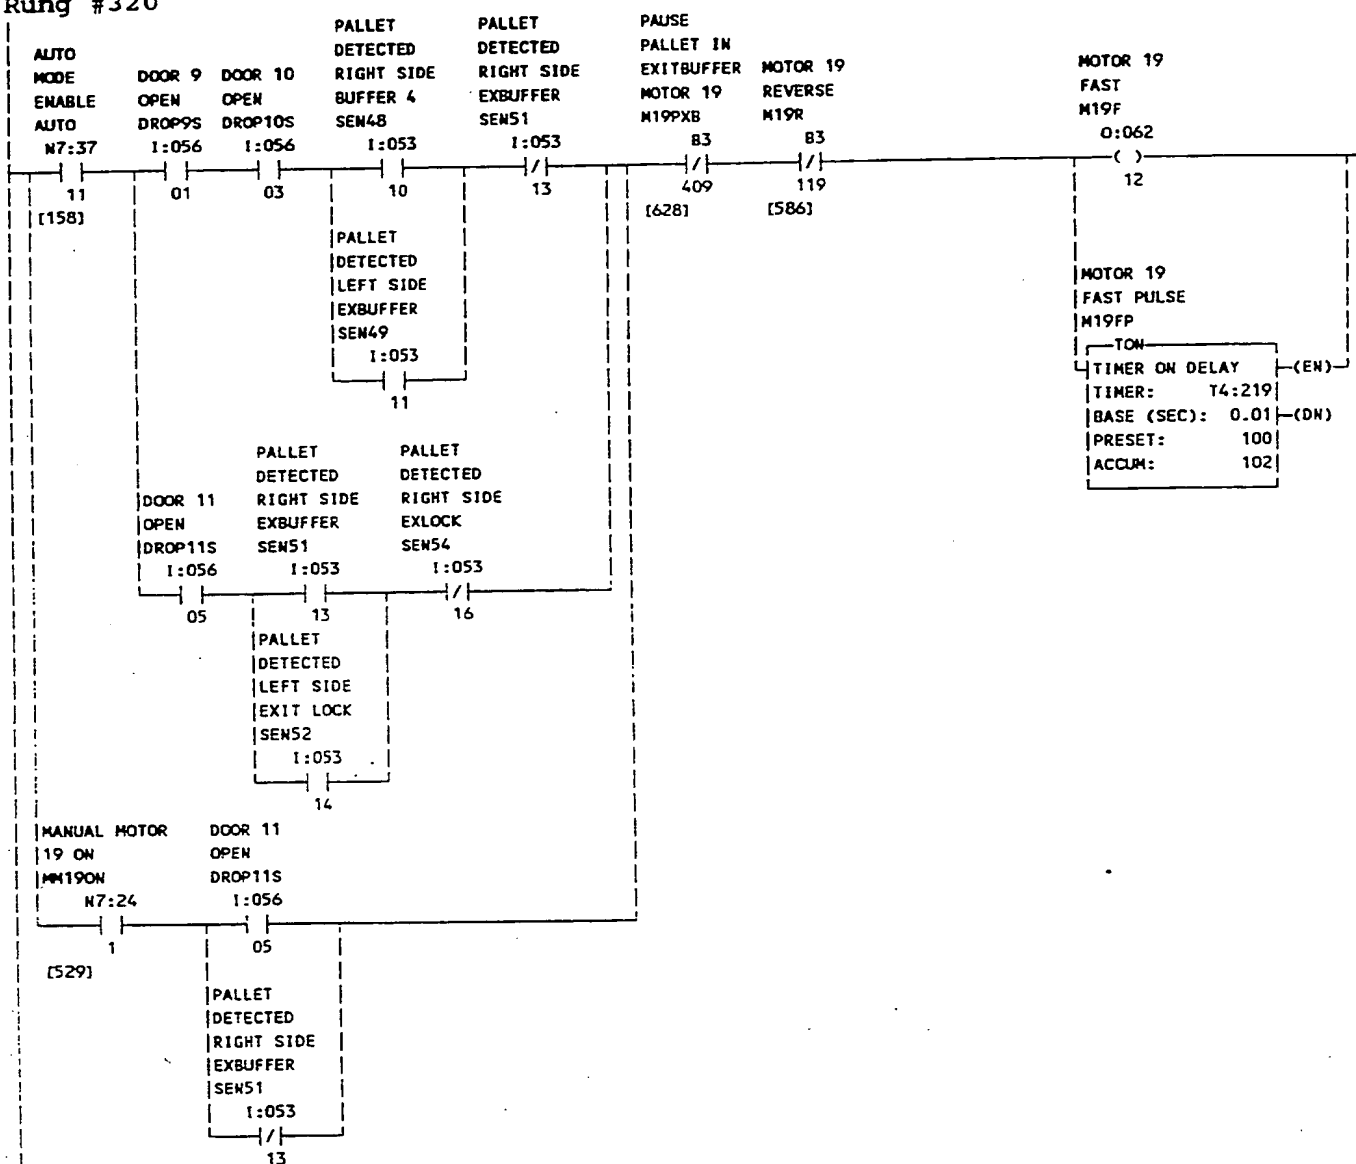 Rung #320
AUTO
MODE
ENABLE
AUTO
N7:37
11
[158]
DOOR 9
OPEN
DROP9S
I:056
01
DOOR 10
OPEN
DROP10S
I:056
03
PALLET
DETECTED
RIGHT SIDE
BUFFER 4
SEN48
I:053
10
PALLET
DETECTED
RIGHT SIDE
EXBUFFER
SEN51
I:053
13
PAUSE
PALLET IN
EXITBUFFER
MOTOR 19
M19PXB
B3
409
[628]
MOTOR 19
REVERSE
M19R
B3
119
[586]
MOTOR 19
FAST
M19F
O:062
12
PALLET
DETECTED
LEFT SIDE
EXBUFFER
SEN49
I:053
11
MOTOR 19
FAST PULSE
M19FP
TON
TIMER ON DELAY
(EN)
TIMER: T4:219
BASE (SEC): 0.01
(DN)
PRESET: 100
ACCUM: 102
DOOR 11
OPEN
DROP11S
I:056
05
PALLET
DETECTED
RIGHT SIDE
EXBUFFER
SEN51
I:053
13
PALLET
DETECTED
RIGHT SIDE
EXLOCK
SEN54
I:053
16
PALLET
DETECTED
LEFT SIDE
EXIT LOCK
SEN52
I:053
14
MANUAL MOTOR
19 ON
MM19ON
N7:24
1
[529]
DOOR 11
OPEN
DROP11S
I:056
05
PALLET
DETECTED
RIGHT SIDE
EXBUFFER
SEN51
I:053
13